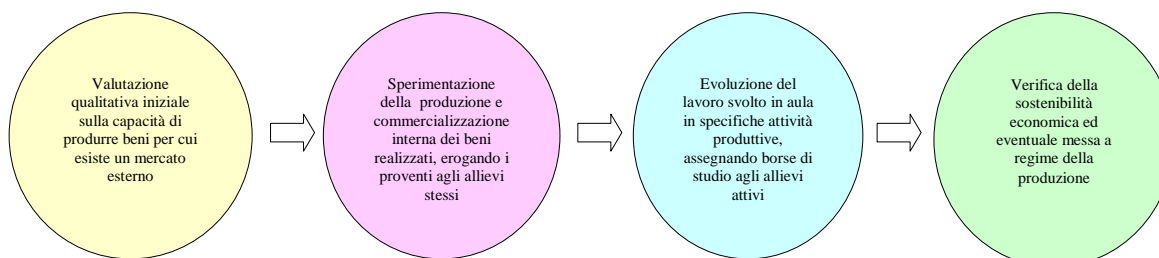 Valutazione
qualitativa iniziale
sulla capacità di
produrre beni per cui
esiste un mercato
esterno
Sperimentazione
della produzione e
commercializzazione
interna dei beni
realizzati, erogando i
proventi agli allievi
stessi
Evoluzione del
lavoro svolto in aula
in specifiche attività
produttive,
assegnando borse di
studio agli allievi
attivi
Verifica della
sostenibilità
economica ed
eventuale messa a
regime della
produzione